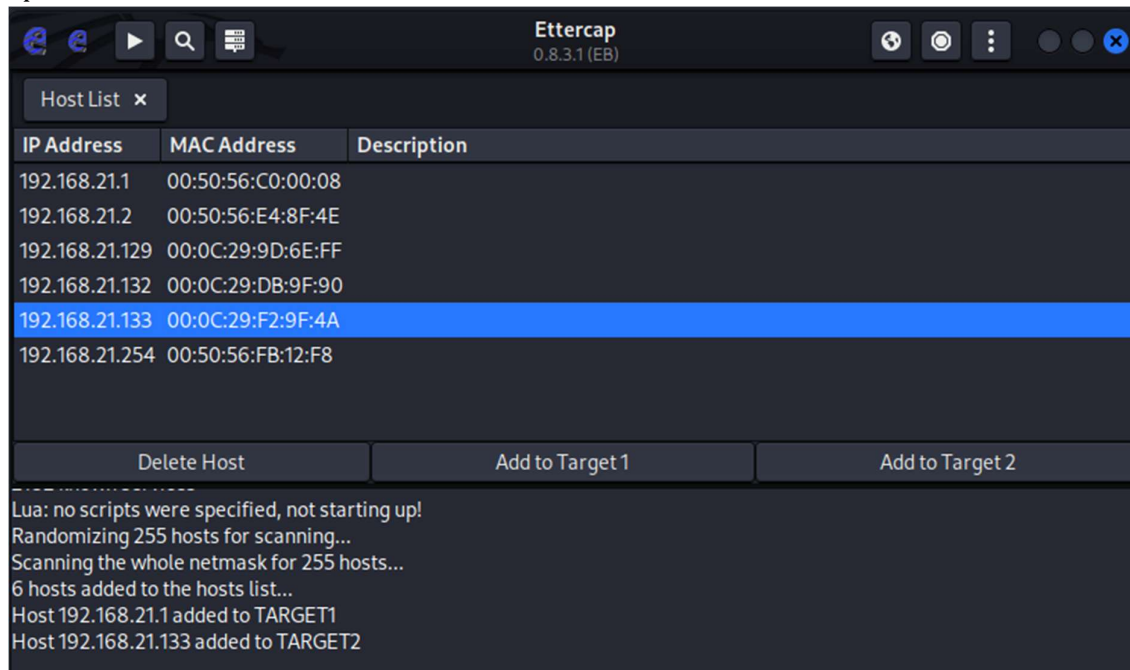 Ettercap
0.8.3.1 (EB)
Host List ×
IP Address MAC Address Description
192.168.21.1 00:50:56:C0:00:08
192.168.21.2 00:50:56:E4:8F:4E
192.168.21.129 00:0C:29:9D:6E:FF
192.168.21.132 00:0C:29:DB:9F:90
192.168.21.133 00:0C:29:F2:9F:4A
192.168.21.254 00:50:56:FB:12:F8
Delete Host Add to Target 1 Add to Target 2
Lua: no scripts were specified, not starting up!
Randomizing 255 hosts for scanning...
Scanning the whole netmask for 255 hosts...
6 hosts added to the hosts list...
Host 192.168.21.1 added to TARGET1
Host 192.168.21.133 added to TARGET2